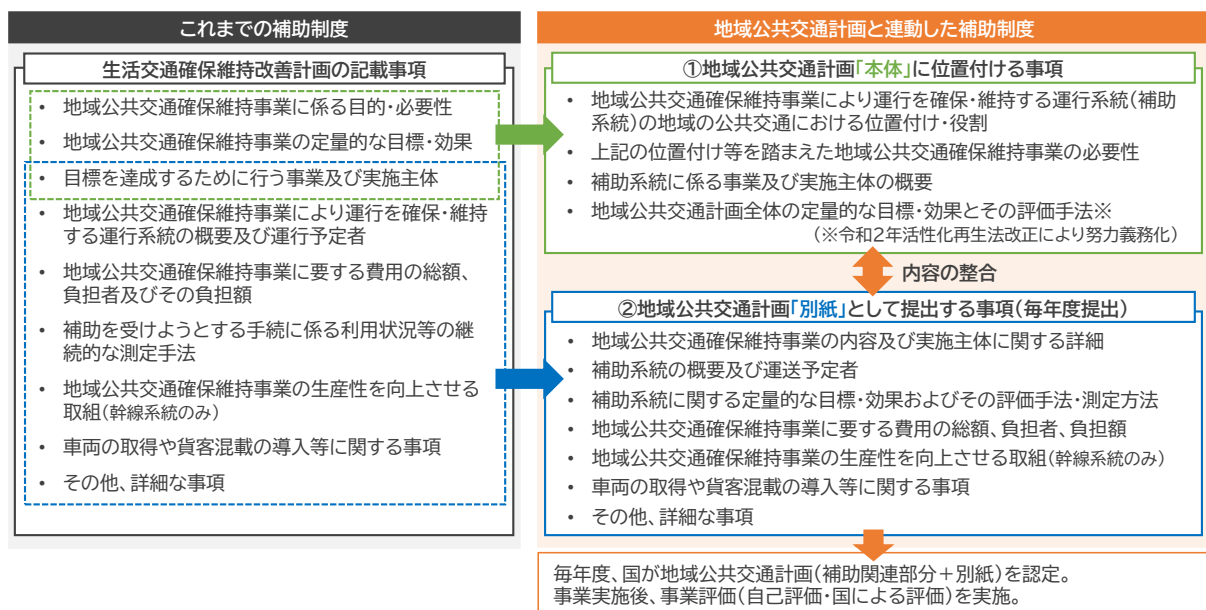 これまでの補助制度
生活交通確保維持改善計画の記載事項
• 地域公共交通確保維持事業に係る目的・必要性
• 地域公共交通確保維持事業の定量的な目標・効果
• 目標を達成するために行う事業及び実施主体
• 地域公共交通確保維持事業により運行を確保・維持
する運行系統の概要及び運行予定者
• 地域公共交通確保維持事業に要する費用の総額、
負担者及びその負担額
• 補助を受けようとする手続に係る利用状況等の継
続的な測定手法
• 地域公共交通確保維持事業の生産性を向上させる
取組(幹線系統のみ)
• 車両の取得や貨客混載の導入等に関する事項
• その他、詳細な事項
地域公共交通計画と連動した補助制度
①地域公共交通計画「本体」に位置付ける事項
• 地域公共交通確保維持事業により運行を確保・維持する運行系統(補助
系統)の地域の公共交通における位置付け・役割
• 上記の位置付け等を踏まえた地域公共交通確保維持事業の必要性
• 補助系統に係る事業及び実施主体の概要
• 地域公共交通計画全体の定量的な目標・効果とその評価手法※
(※令和2年活性化再生法改正により努力義務化)
内容の整合
②地域公共交通計画「別紙」として提出する事項(毎年度提出)
• 地域公共交通確保維持事業の内容及び実施主体に関する詳細
• 補助系統の概要及び運送予定者
• 補助系統に関する定量的な目標・効果およびその評価手法・測定方法
• 地域公共交通確保維持事業に要する費用の総額、負担者、負担額
• 地域公共交通確保維持事業の生産性を向上させる取組(幹線系統のみ)
• 車両の取得や貨客混載の導入等に関する事項
• その他、詳細な事項
毎年度、国が地域公共交通計画(補助関連部分+別紙)を認定。
事業実施後、事業評価(自己評価・国による評価)を実施。